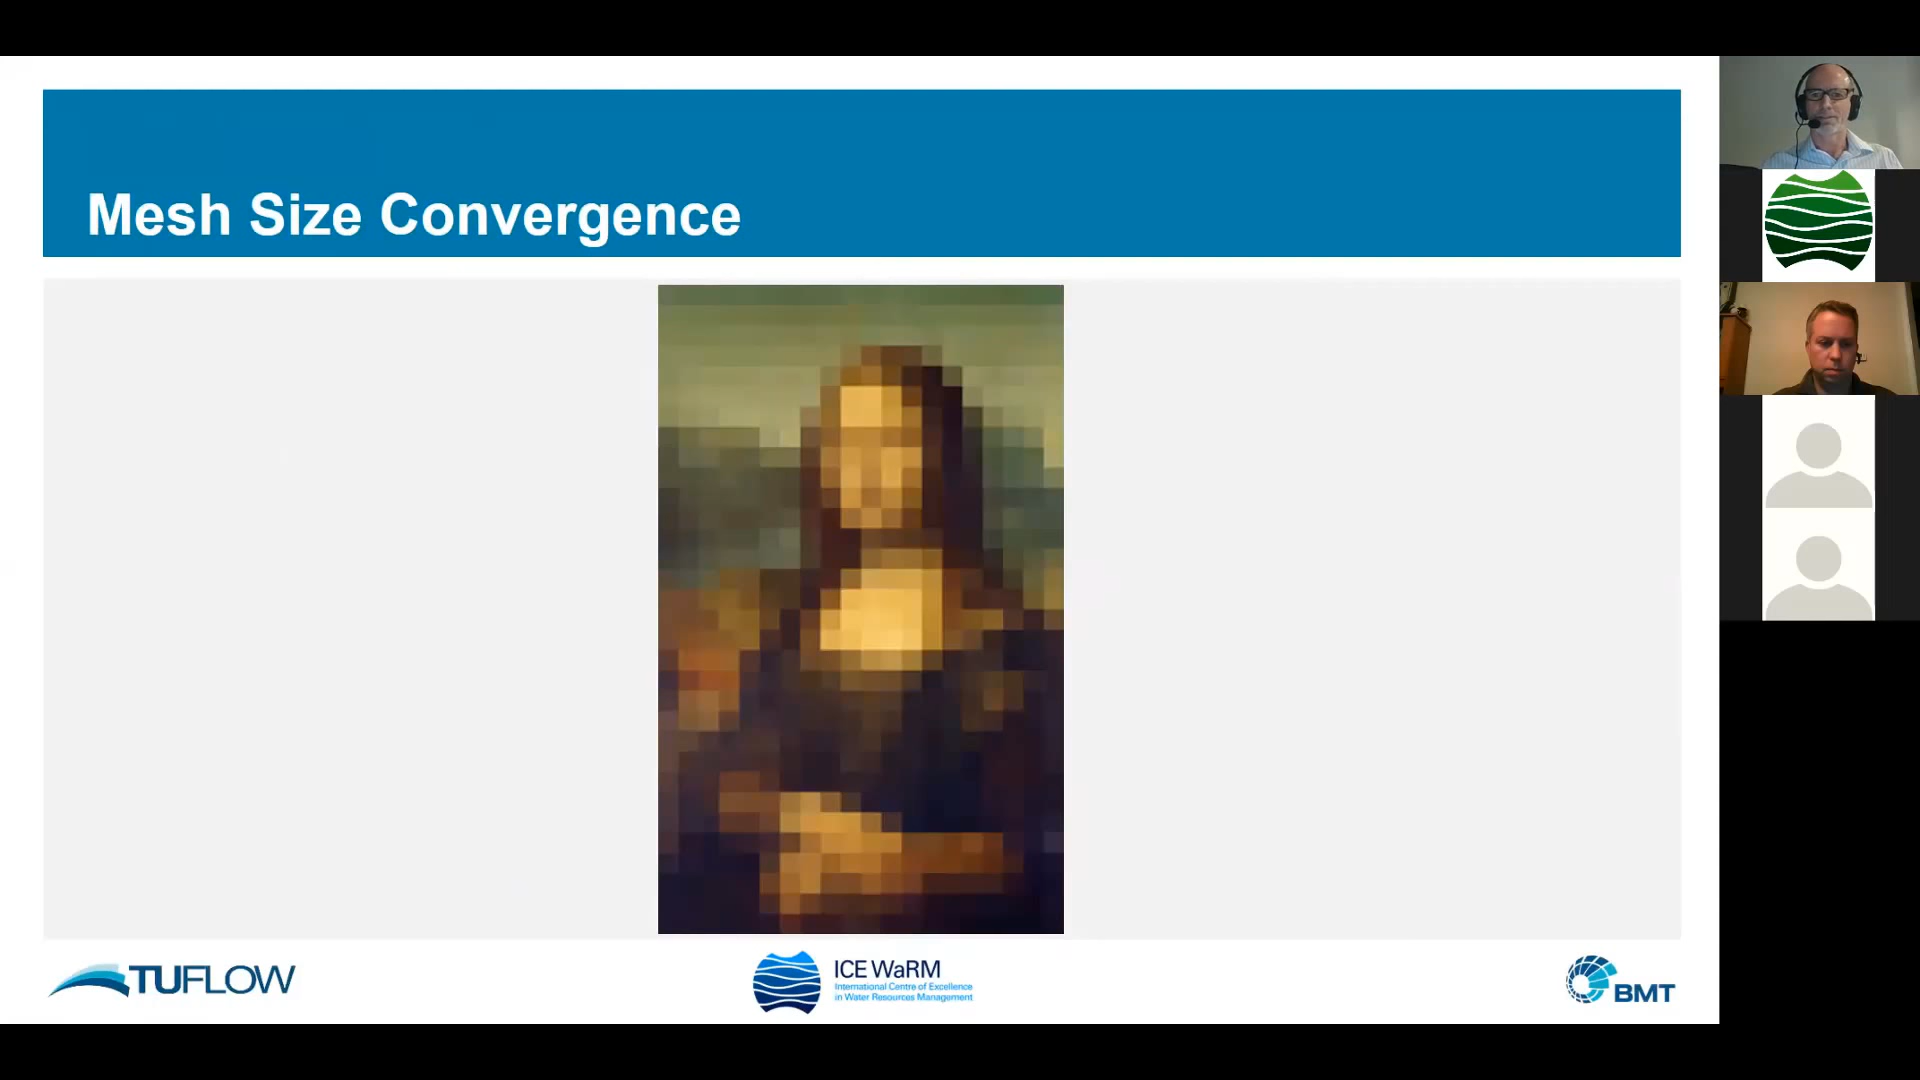 Mesh Size Convergence
TUFLOW
ICE WaRM
International Centre of Excellence
in Water Resources Management
BMT